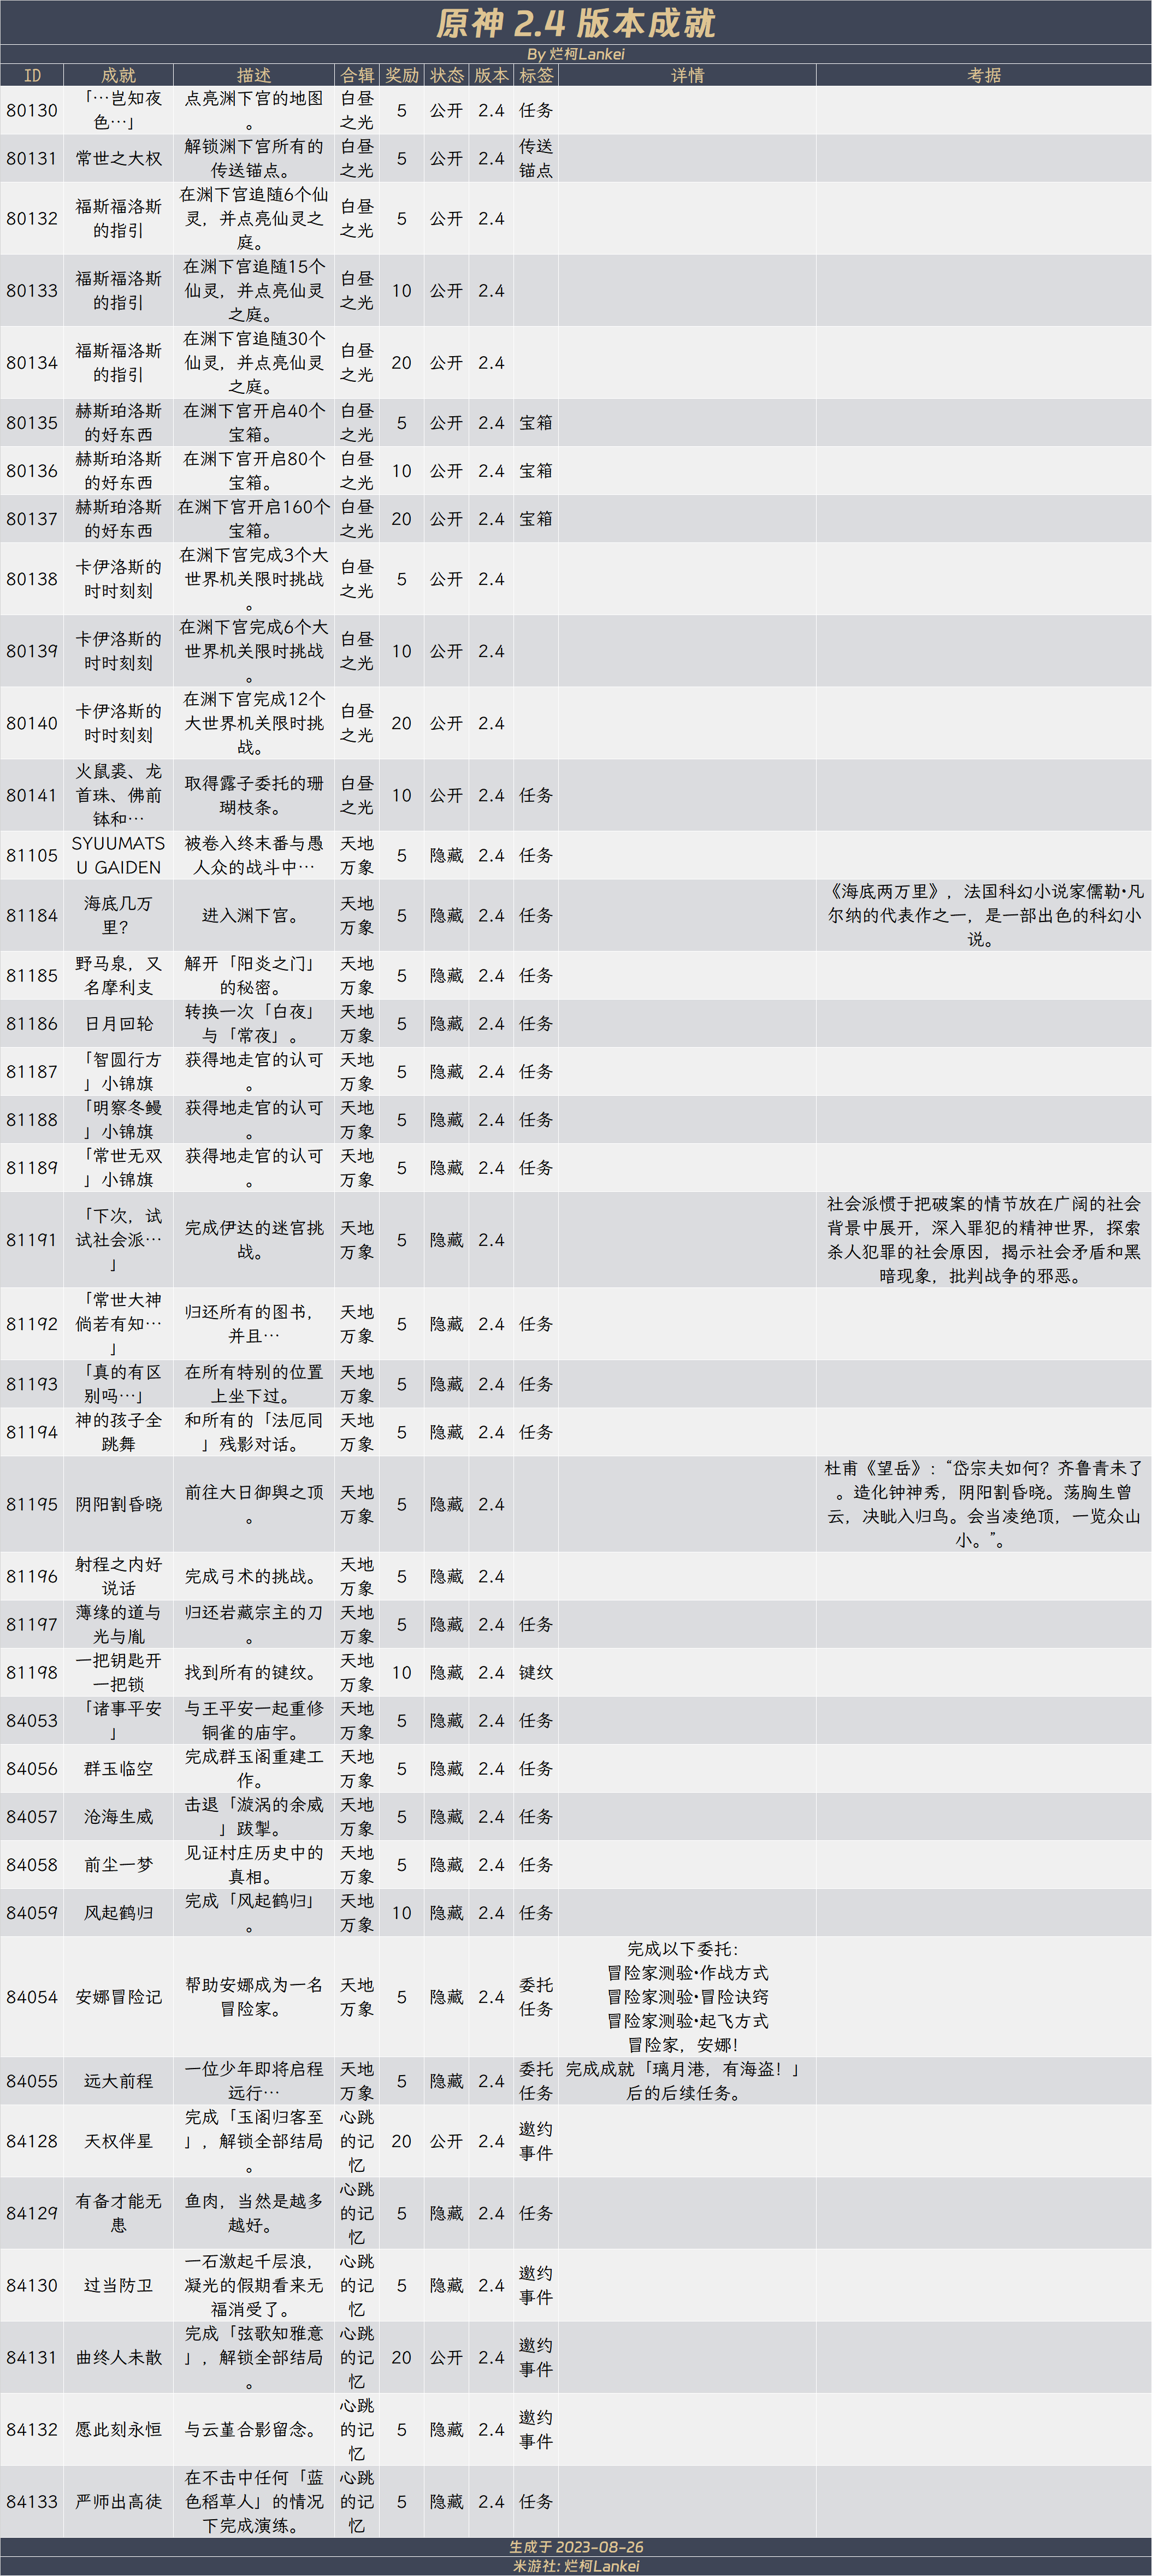 原神 2.4 版本成就
By 烂柯Lankei
ID 成就 描述 合辑 奖励 状态 版本 标签 详情 考据
80130 「…岂知夜色…」 点亮渊下宫的地图。 白昼之光 5 公开 2.4 任务
80131 常世之大权 解锁渊下宫所有的传送锚点。 白昼之光 5 公开 2.4 传送锚点
80132 福斯福洛斯的指引 在渊下宫追随6个仙灵，并点亮仙灵之庭。 白昼之光 5 公开 2.4
80133 福斯福洛斯的指引 在渊下宫追随15个仙灵，并点亮仙灵之庭。 白昼之光 10 公开 2.4
80134 福斯福洛斯的指引 在渊下宫追随30个仙灵，并点亮仙灵之庭。 白昼之光 20 公开 2.4
80135 赫斯珀洛斯的好东西 在渊下宫开启40个宝箱。 白昼之光 5 公开 2.4 宝箱
80136 赫斯珀洛斯的好东西 在渊下宫开启80个宝箱。 白昼之光 10 公开 2.4 宝箱
80137 赫斯珀洛斯的好东西 在渊下宫开启160个宝箱。 白昼之光 20 公开 2.4 宝箱
80138 卡伊洛斯的时时刻刻 在渊下宫完成3个大世界机关限时挑战。 白昼之光 5 公开 2.4
80139 卡伊洛斯的时时刻刻 在渊下宫完成6个大世界机关限时挑战。 白昼之光 10 公开 2.4
80140 卡伊洛斯的时时刻刻 在渊下宫完成12个大世界机关限时挑战。 白昼之光 20 公开 2.4
80141 火鼠裘、龙首珠、佛前钵和… 取得露子委托的珊瑚枝条。 白昼之光 10 公开 2.4 任务
81105 SYUUMATSU GAIDEN 被卷入终末番与愚人众的战斗中… 天地万象 5 隐藏 2.4 任务
81184 海底几万里？ 进入渊下宫。 天地万象 5 隐藏 2.4 任务 《海底两万里》，法国科幻小说家儒勒•凡尔纳的代表作之一，是一部出色的科幻小说。
81185 野马泉，又名摩利支 解开「阳炎之门」的秘密。 天地万象 5 隐藏 2.4 任务
81186 日月回轮 转换一次「白夜」与「常夜」。 天地万象 5 隐藏 2.4 任务
81187 「智圆行方」小锦旗 获得地走官的认可。 天地万象 5 隐藏 2.4 任务
81188 「明察冬鳗」小锦旗 获得地走官的认可。 天地万象 5 隐藏 2.4 任务
81189 「常世无双」小锦旗 获得地走官的认可。 天地万象 5 隐藏 2.4 任务
81191 「下次，试试社会派…」 完成伊达的迷宫挑战。 天地万象 5 隐藏 2.4 社会派惯于把破案的情节放在广阔的社会背景中展开，深入罪犯的精神世界，探索杀人犯罪的社会原因，揭示社会矛盾和黑暗现象，批判战争的邪恶。
81192 「常世大神倘若有知…」 归还所有的图书，并且… 天地万象 5 隐藏 2.4 任务
81193 「真的有区别吗…」 在所有特别的位置上坐下过。 天地万象 5 隐藏 2.4 任务
81194 神的孩子全跳舞 和所有的「法厄同」残影对话。 天地万象 5 隐藏 2.4 任务
81195 阴阳割昏晓 前往大日御舆之顶。 天地万象 5 隐藏 2.4 杜甫《望岳》：“岱宗夫如何？齐鲁青未了。造化钟神秀，阴阳割昏晓。荡胸生曾云，决眦入归鸟。会当凌绝顶，一览众山小。”。
81196 射程之内好说话 完成弓术的挑战。 天地万象 5 隐藏 2.4
81197 薄缘的道与光与胤 归还岩藏宗主的刀。 天地万象 5 隐藏 2.4 任务
81198 一把钥匙开一把锁 找到所有的键纹。 天地万象 10 隐藏 2.4 键纹
84053 「诸事平安」 与王平安一起重修铜雀的庙宇。 天地万象 5 隐藏 2.4 任务
84056 群玉临空 完成群玉阁重建工作。 天地万象 5 隐藏 2.4 任务
84057 沧海生威 击退「漩涡的余威」跋掣。 天地万象 5 隐藏 2.4 任务
84058 前尘一梦 见证村庄历史中的真相。 天地万象 5 隐藏 2.4 任务
84059 风起鹤归 完成「风起鹤归」。 天地万象 10 隐藏 2.4 任务
84054 安娜冒险记 帮助安娜成为一名冒险家。 天地万象 5 隐藏 2.4 委托任务 完成以下委托：
冒险家测验•作战方式
冒险家测验•冒险诀窍
冒险家测验•起飞方式
冒险家，安娜！
84055 远大前程 一位少年即将启程远行… 天地万象 5 隐藏 2.4 委托任务 完成成就「璃月港，有海盗！」后的后续任务。
84128 天权伴星 完成「玉阁归客至」，解锁全部结局。 心跳的记忆 20 公开 2.4 邀约事件
84129 有备才能无患 鱼肉，当然是越多越好。 心跳的记忆 5 隐藏 2.4 任务
84130 过当防卫 一石激起千层浪，凝光的假期看来无福消受了。 心跳的记忆 5 隐藏 2.4 邀约事件
84131 曲终人未散 完成「弦歌知雅意」，解锁全部结局。 心跳的记忆 20 公开 2.4 邀约事件
84132 愿此刻永恒 与云堇合影留念。 心跳的记忆 5 隐藏 2.4 邀约事件
84133 严师出高徒 在不击中任何「蓝色稻草人」的情况下完成演练。 心跳的记忆 5 隐藏 2.4 任务
生成于 2023-08-26
米游社: 烂柯Lankei